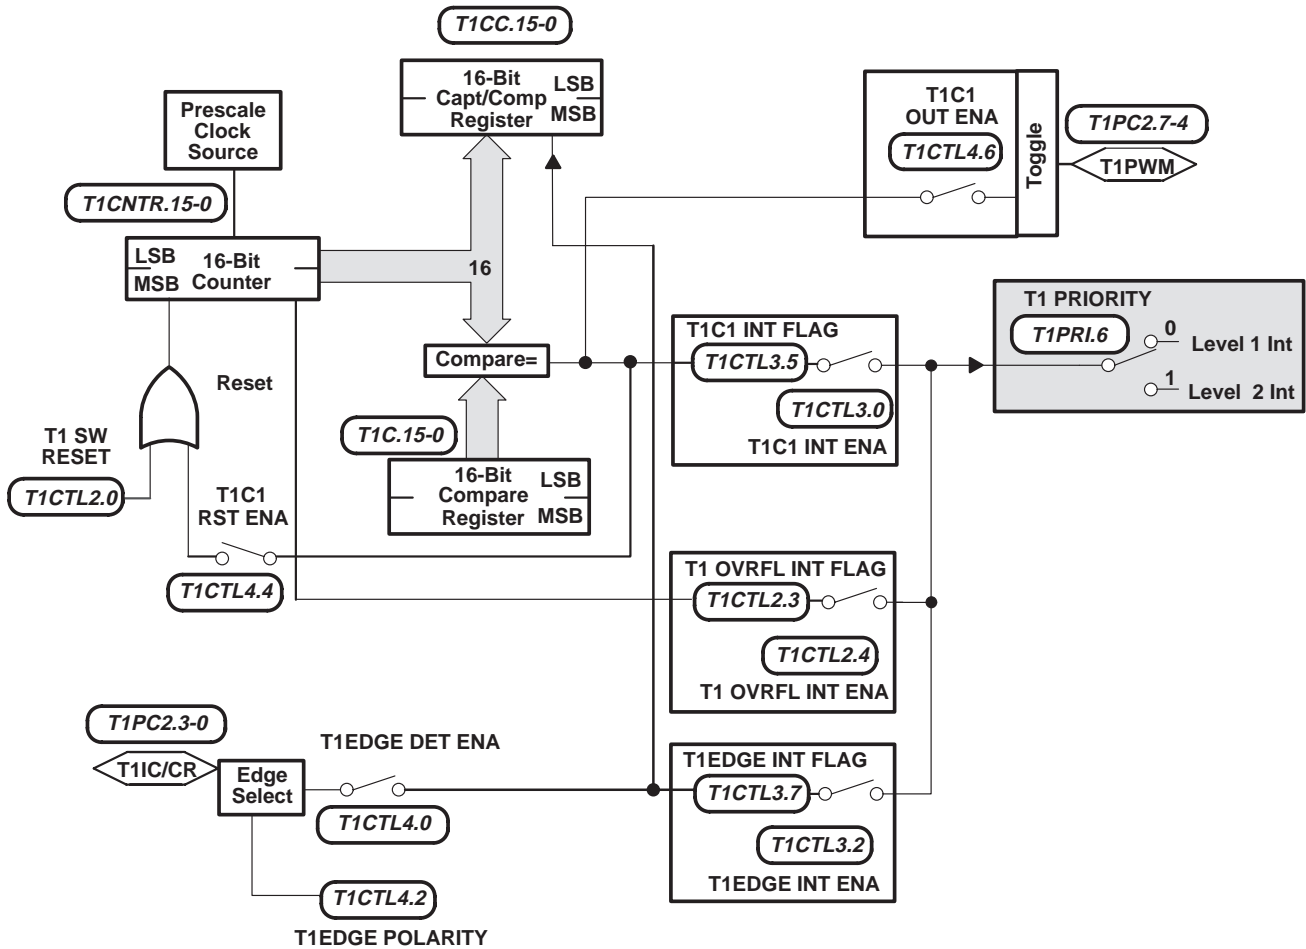 T1CC.15-0
16-Bit
Capt/Comp
Register
LSB
MSB
Prescale
Clock
Source
T1CNTR.15-0
LSB
MSB
16-Bit
Counter
16
T1C1
OUT ENA
T1CTL4.6
Toggle
T1PC2.7-4
T1PWM
Compare=
T1C1 INT FLAG
T1CTL3.5
T1CTL3.0
T1C1 INT ENA
T1 PRIORITY
T1PRI.6
0
Level 1 Int
1
Level 2 Int
Reset
T1 SW
RESET
T1CTL2.0
T1C.15-0
16-Bit
Compare
Register
LSB
MSB
T1C1
RST ENA
T1CTL4.4
T1 OVRFL INT FLAG
T1CTL2.3
T1CTL2.4
T1 OVRFL INT ENA
T1PC2.3-0
T1IC/CR
Edge
Select
T1EDGE DET ENA
T1CTL4.0
T1CTL4.2
T1EDGE POLARITY
T1EDGE INT FLAG
T1CTL3.7
T1CTL3.2
T1EDGE INT ENA